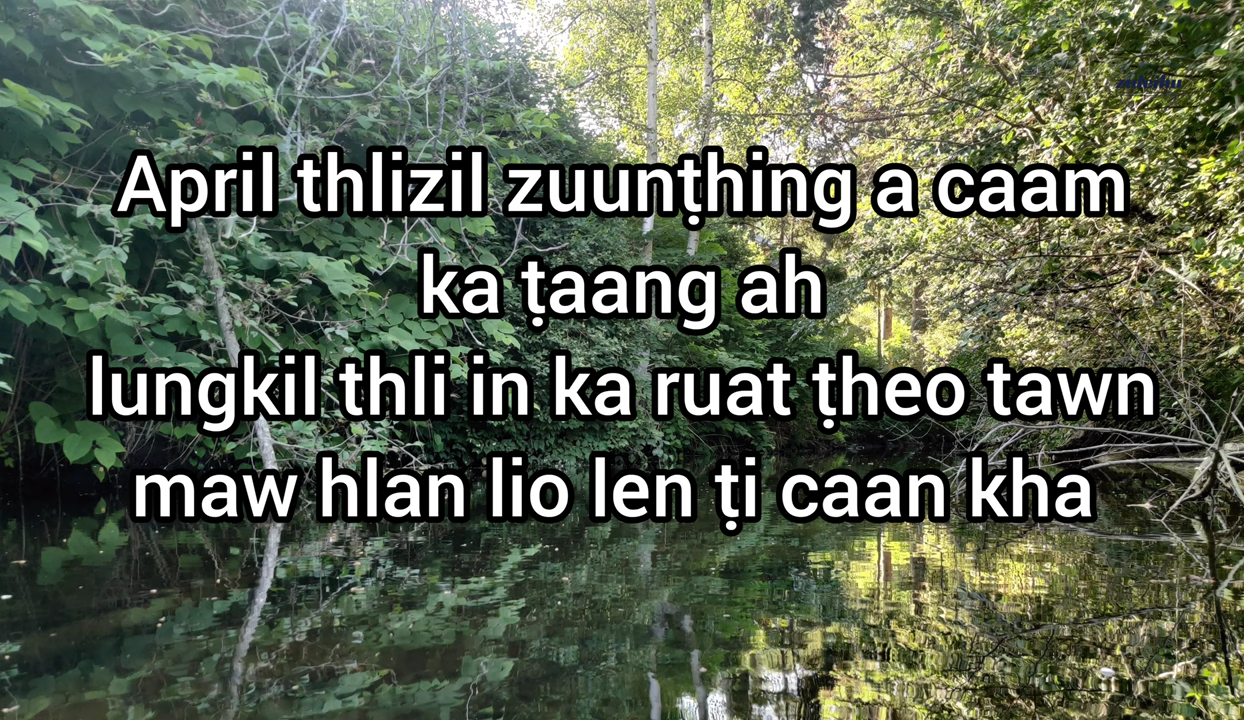 April thlizil zuunṭhing a caam
ka ṭaang ah
lungkil thli in ka ruat ṭheo tawn
maw hlan lio len ṭi caan kha